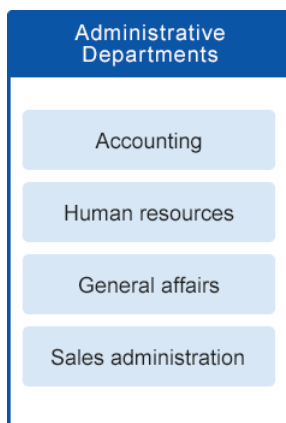 Administrative
Departments
Accounting
Human resources
General affairs
Sales administration